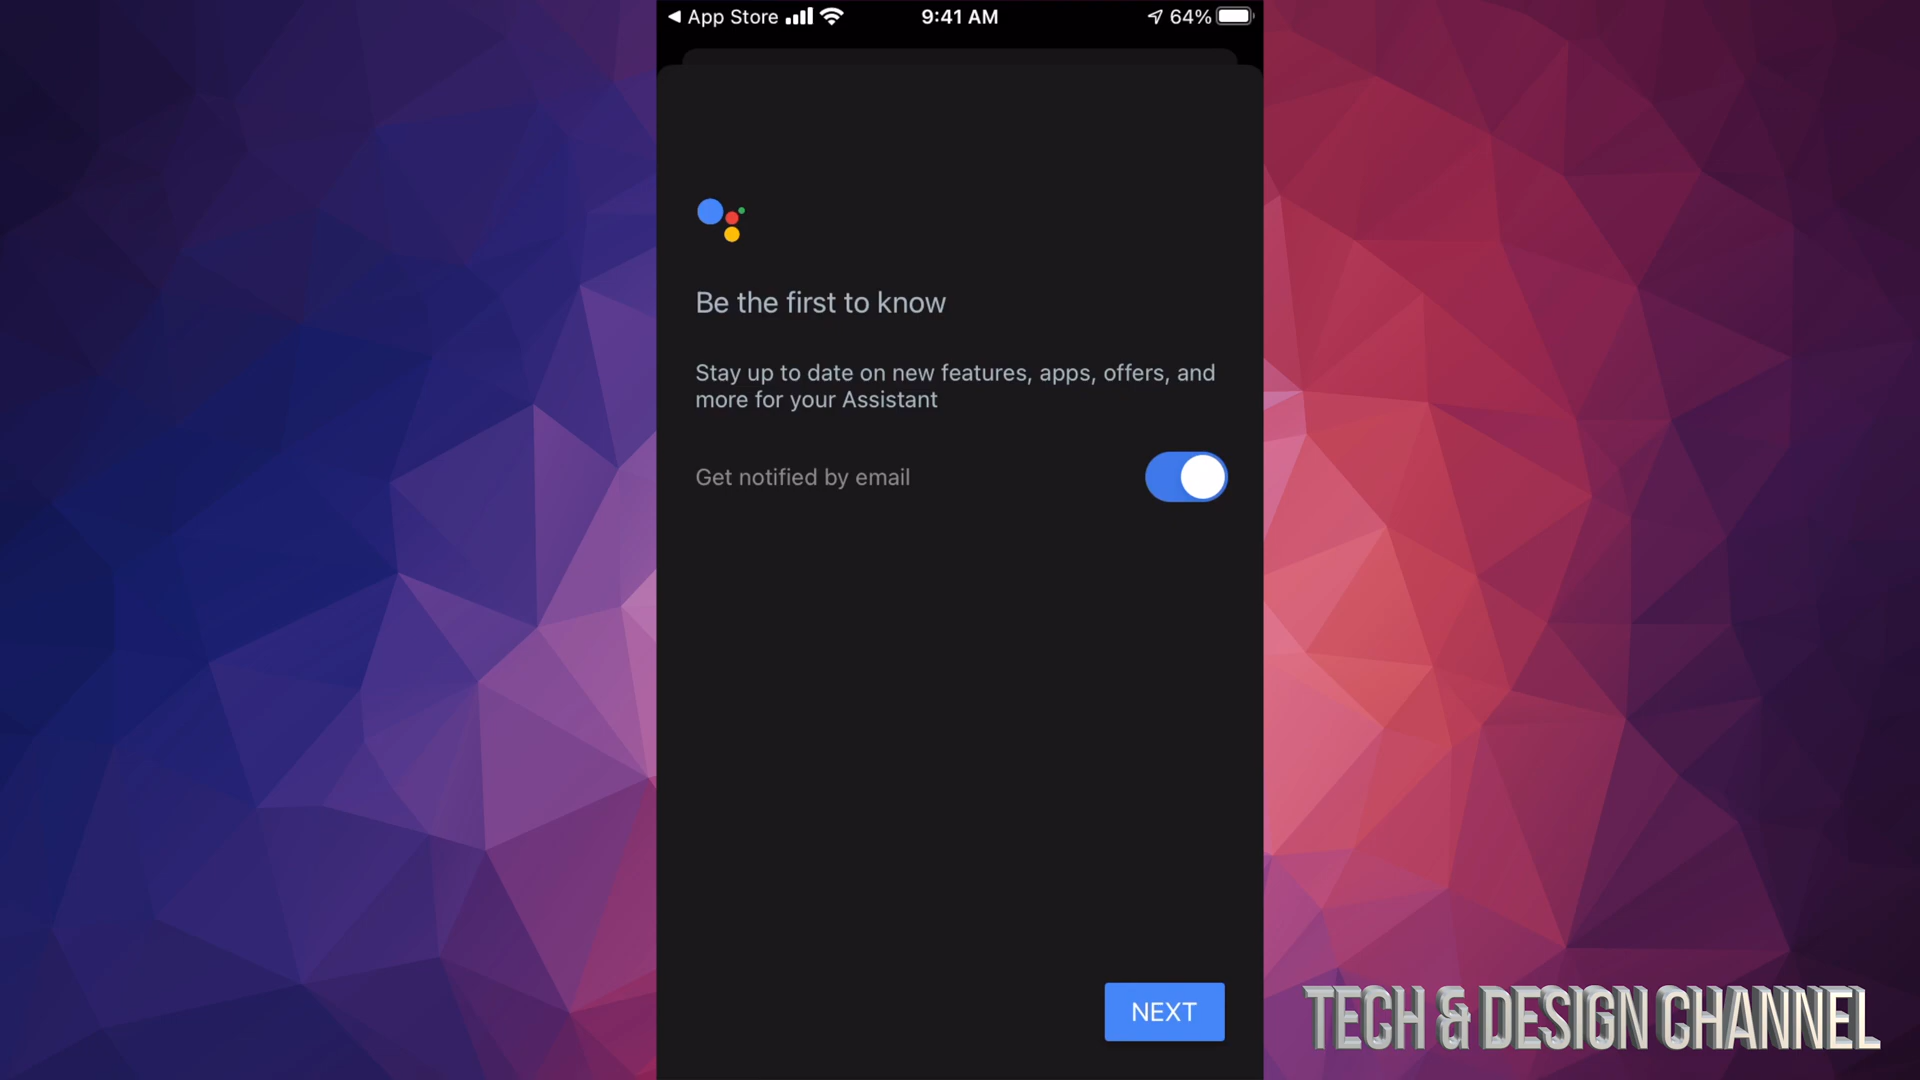 App Store
9:41 AM
64%
Be the first to know
Stay up to date on new features, apps, offers, and
more for your Assistant
Get notified by email
NEXT
TECH & DESIGN CHANNEL